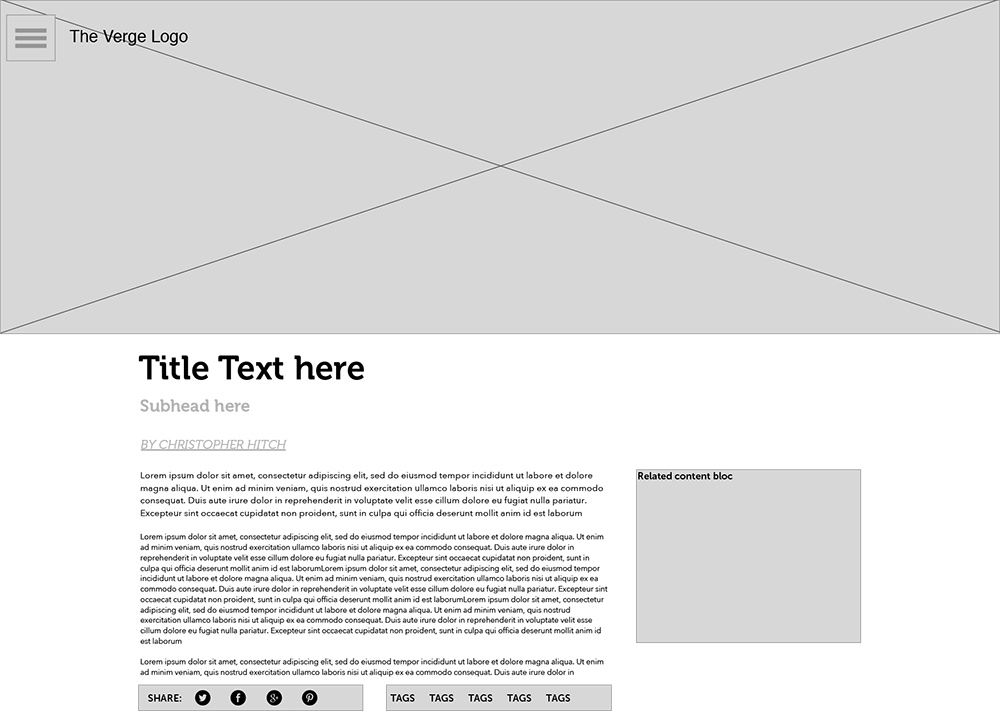 The Verge Logo
Title Text here
Subhead here
BY CHRISTOPHER HITCH
Lorem ipsum dolor sit amet, consectetur adipiscing elit, sed do eiusmod tempor incididunt ut labore et dolore
magna aliqua. Ut enim ad minim veniam, quis nostrud exercitation ullamco laboris nisi ut aliquip ex ea commodo
consequat. Duis aute irure dolor in reprehenderit in voluptate velit esse cillum dolore eu fugiat nulla pariatur.
Excepteur sint occaecat cupidatat non proident, sunt in culpa qui officia deserunt mollit anim id est laborum
Lorem ipsum dolor sit amet, consectetur adipiscing elit, sed do eiusmod tempor incididunt ut labore et dolore magna aliqua. Ut enim
ad minim veniam, quis nostrud exercitation ullamco laboris nisi ut aliquip ex ea commodo consequat. Duis aute irure dolor in
reprehenderit in voluptate velit esse cillum dolore eu fugiat nulla pariatur. Excepteur sint occaecat cupidatat non proident, sunt in
culpa qui officia deserunt mollit anim id est laborumLorem ipsum dolor sit amet, consectetur adipiscing elit, sed do eiusmod tempor
incididunt ut labore et dolore magna aliqua. Ut enim ad minim veniam, quis nostrud exercitation ullamco laboris nisi ut aliquip ex ea
commodo consequat. Duis aute irure dolor in reprehenderit in voluptate velit esse cillum dolore eu fugiat nulla pariatur. Excepteur sint
occaecat cupidatat non proident, sunt in culpa qui officia deserunt mollit anim id est laborumLorem ipsum dolor sit amet, consectetur
adipiscing elit, sed do eiusmod tempor incididunt ut labore et dolore magna aliqua. Ut enim ad minim veniam, quis nostrud
exercitation ullamco laboris nisi ut aliquip ex ea commodo consequat. Duis aute irure dolor in reprehenderit in voluptate velit esse
cillum dolore eu fugiat nulla pariatur. Excepteur sint occaecat cupidatat non proident, sunt in culpa qui officia deserunt mollit anim id
est laborum
Lorem ipsum dolor sit amet, consectetur adipiscing elit, sed do eiusmod tempor incididunt ut labore et dolore magna aliqua. Ut enim
ad minim veniam, quis nostrud exercitation ullamco laboris nisi ut aliquip ex ea commodo consequat. Duis aute irure dolor in
Related content bloc
SHARE:
TAGS TAGS TAGS TAGS TAGS